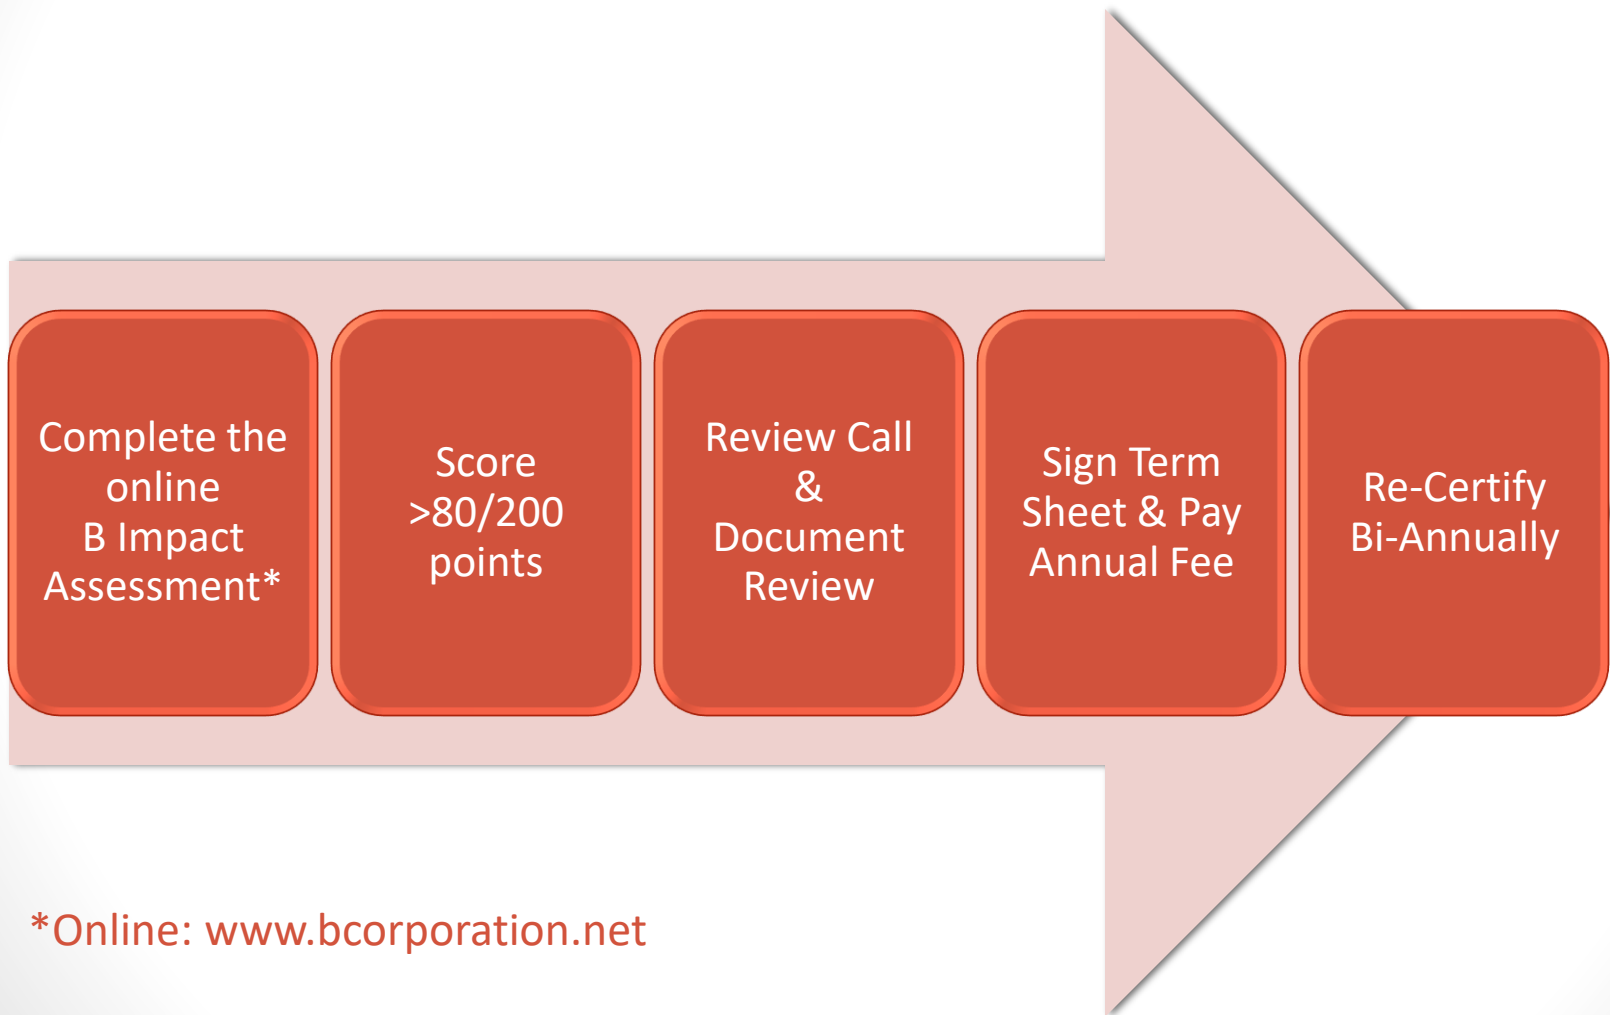 Complete the
online
B Impact
Assessment*
Score
>80/200
points
Review Call
&
Document
Review
Sign Term
Sheet & Pay
Annual Fee
Re-Certify
Bi-Annually
*Online: www.bcorporation.net